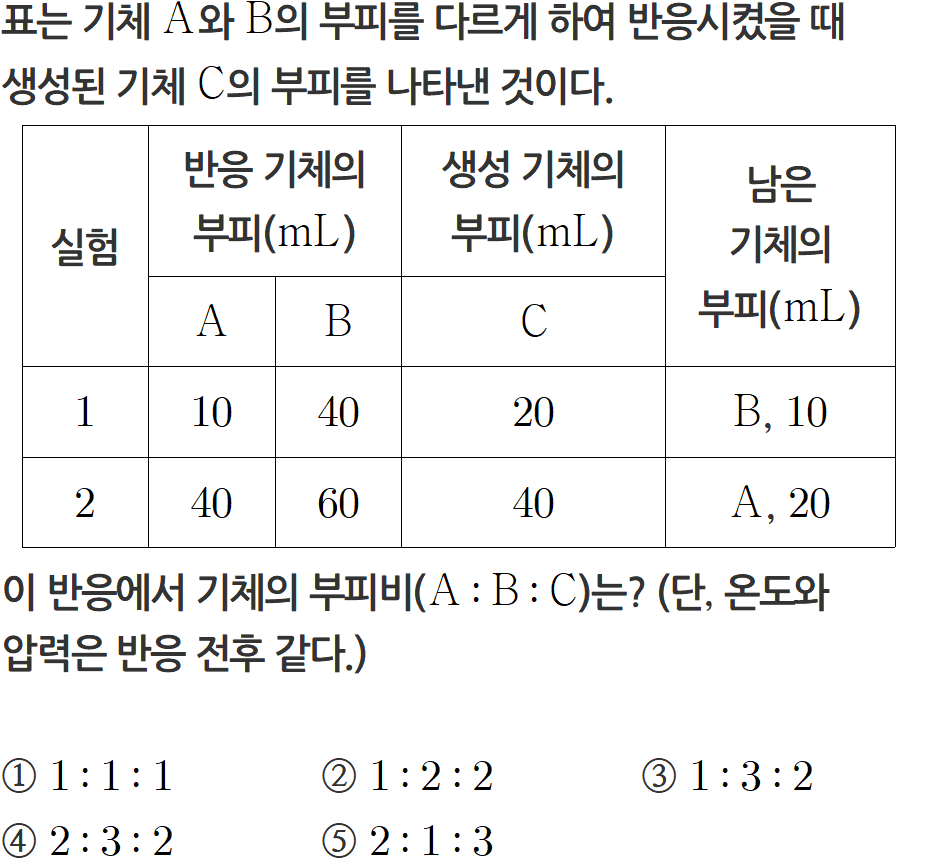 표는 기체 A와 B의 부피를 다르게 하여 반응시켰을 때
생성된 기체 C의 부피를 나타낸 것이다.
실험
반응 기체의
부피(mL)
생성 기체의
부피(mL)
남은
기체의
부피(mL)
A B C
1 10 40 20 B, 10
2 40 60 40 A, 20
이 반응에서 기체의 부피비(A : B : C)는? (단, 온도와
압력은 반응 전후 같다.)
① 1 : 1 : 1 ② 1 : 2 : 2 ③ 1 : 3 : 2
④ 2 : 3 : 2 ⑤ 2 : 1 : 3